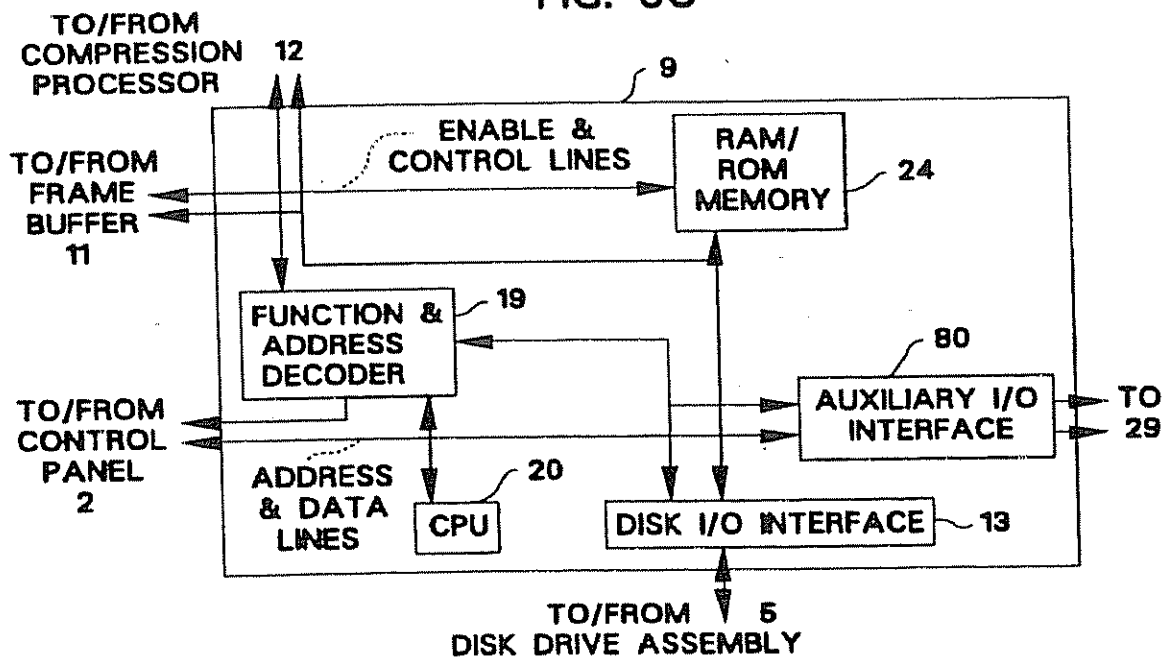 TO/FROM
COMPRESSION 12
PROCESSOR
9
ENABLE &
CONTROL LINES
RAM/
ROM
MEMORY
24
TO/FROM
FRAME
BUFFER
11
FUNCTION &
ADDRESS
DECODER
19
80
AUXILIARY I/O
INTERFACE
TO
29
TO/FROM
CONTROL
PANEL
2
ADDRESS
& DATA
LINES
20
CPU
DISK I/O INTERFACE
13
TO/FROM 5
DISK DRIVE ASSEMBLY